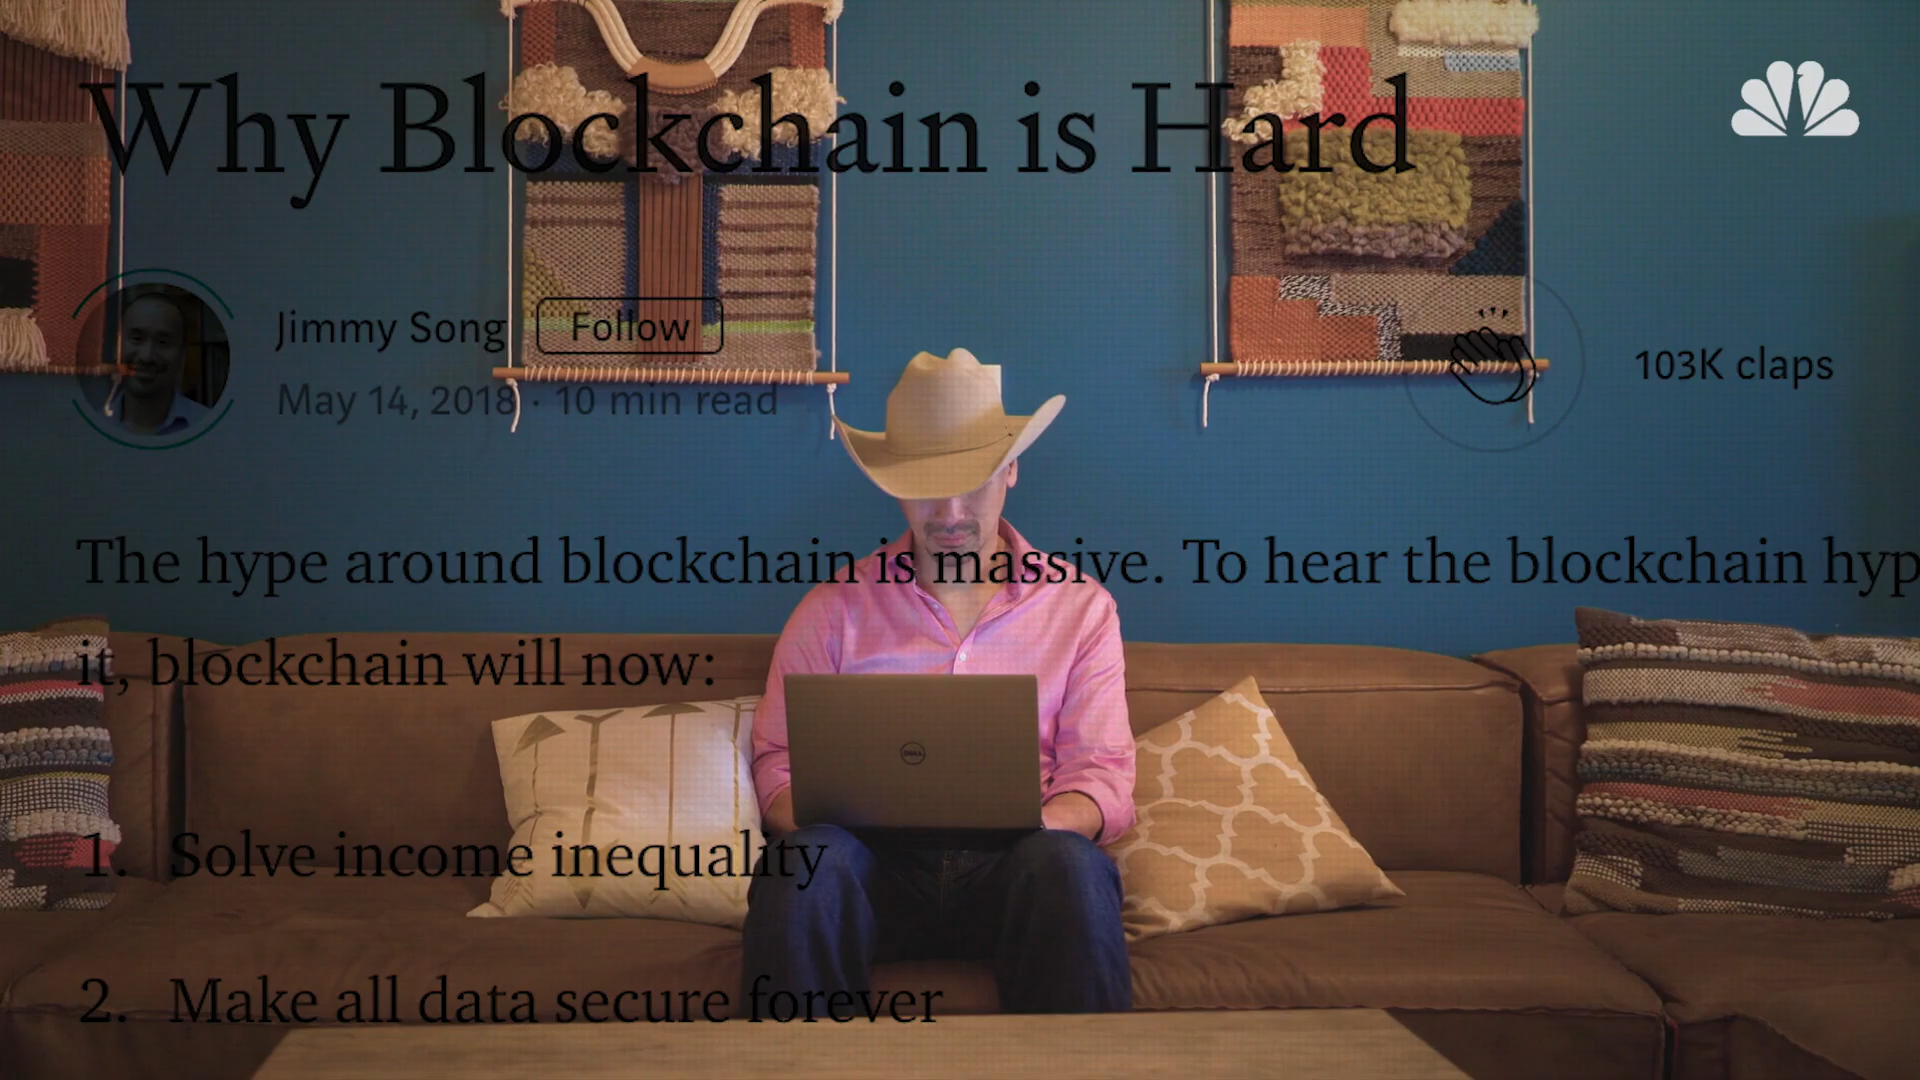 Why Blockchain is Hard
Jimmy Song Follow
May 14, 2018 · 10 min read
103K claps
The hype around blockchain is massive. To hear the blockchain hyp
it, blockchain will now:
DELL
1. Solve income inequality
2. Make all data secure forever